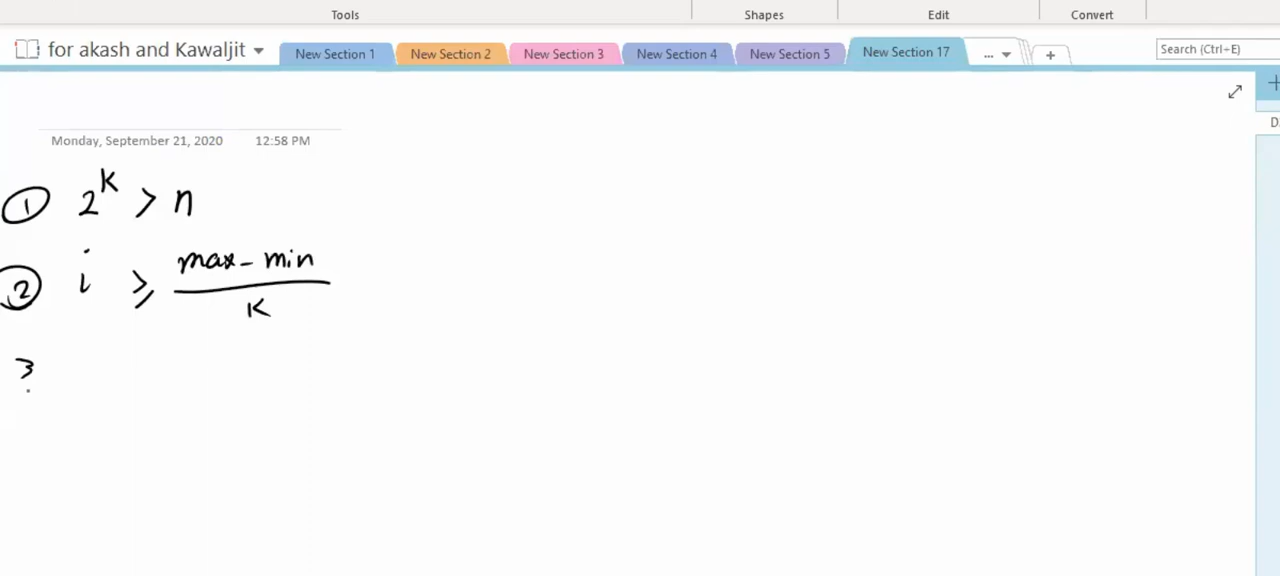 Tools Shapes Edit Convert
for akash and Kawaljit New Section 1 New Section 2 New Section 3 New Section 4 New Section 5 New Section 17 ... + Search (Ctrl+E)
Monday, September 21, 2020 12:58 PM
① 2^K > n
② i ≥ (max - min) / K
3